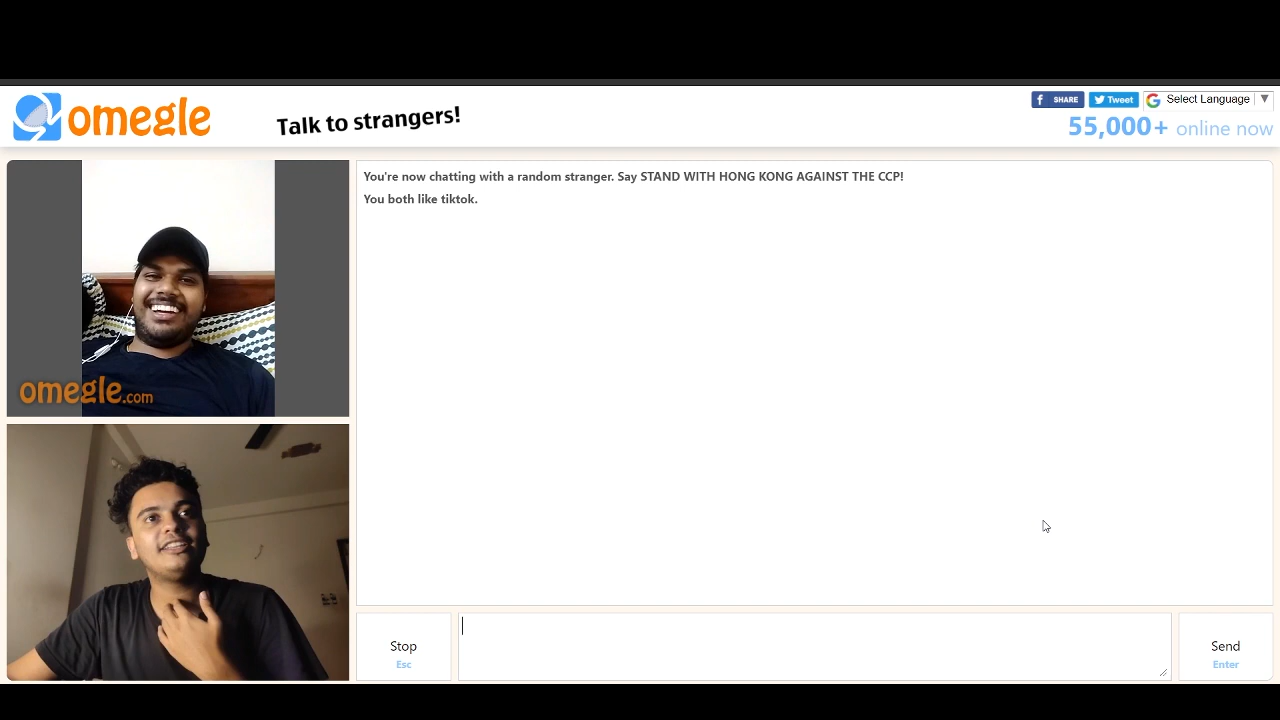 omegle
Talk to strangers!
f SHARE
Tweet
G Select Language ▼
55,000+ online now
omegle.com
You're now chatting with a random stranger. Say STAND WITH HONG KONG AGAINST THE CCP!
You both like tiktok.
Stop
Esc
Send
Enter